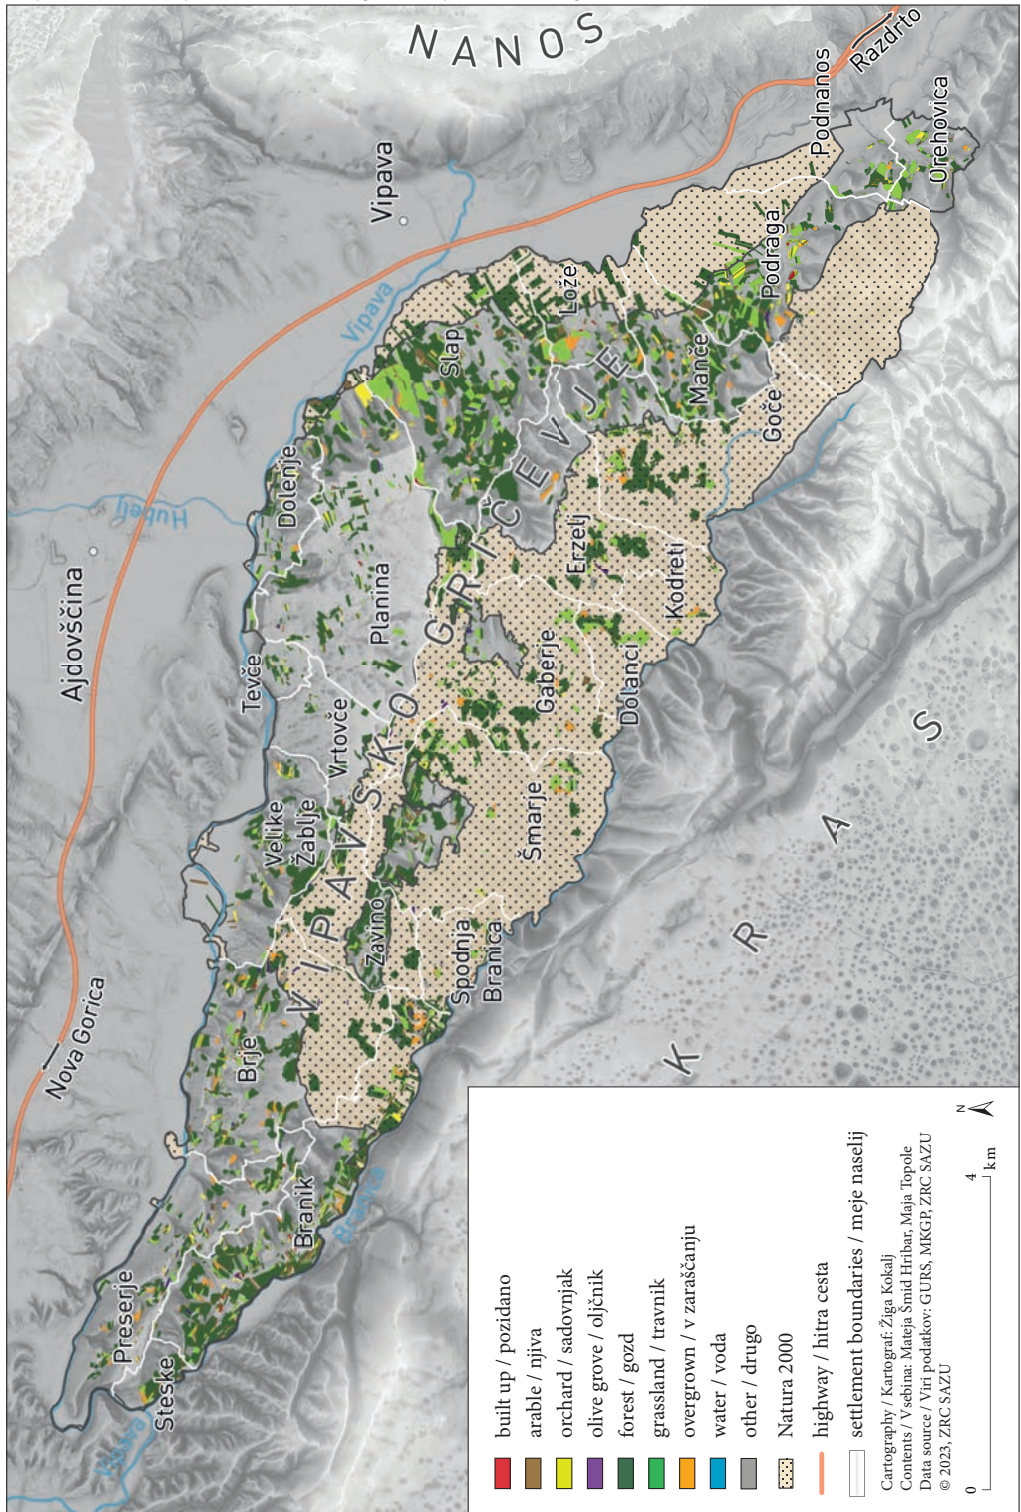 NANOS
Razdrto
Podnanos
Orehovica
Vipava
Vipava
Podraga
Lože
Slap
Manče
Goče
Hubelj
Dolenje
Ajdovščina
Planina
Erzelj
Kodreti
Tevče
Gaberje
Dolanci
Vrtovče
VIPAVSKO GRIČEVJE
Velike
Žablje
Šmarje
Zavino
Spodnja
Branica
KRAS
Nova Gorica
Brje
Branik
Branica
Preserje
Steske
Vipava
built up / pozidano
arable / njiva
orchard / sadovnjak
olive grove / oljčnik
forest / gozd
grassland / travnik
overgrown / v zaraščanju
water / voda
other / drugo
Natura 2000
highway / hitra cesta
settlement boundaries / meje naselij
Cartography / Kartograf: Žiga Kokalj
Contents / Vsebina: Mateja Šmid Hribar, Maja Topole
Data source / Viri podatkov: GURS, MKGP, ZRC SAZU
© 2023, ZRC SAZU
N
0 4
km